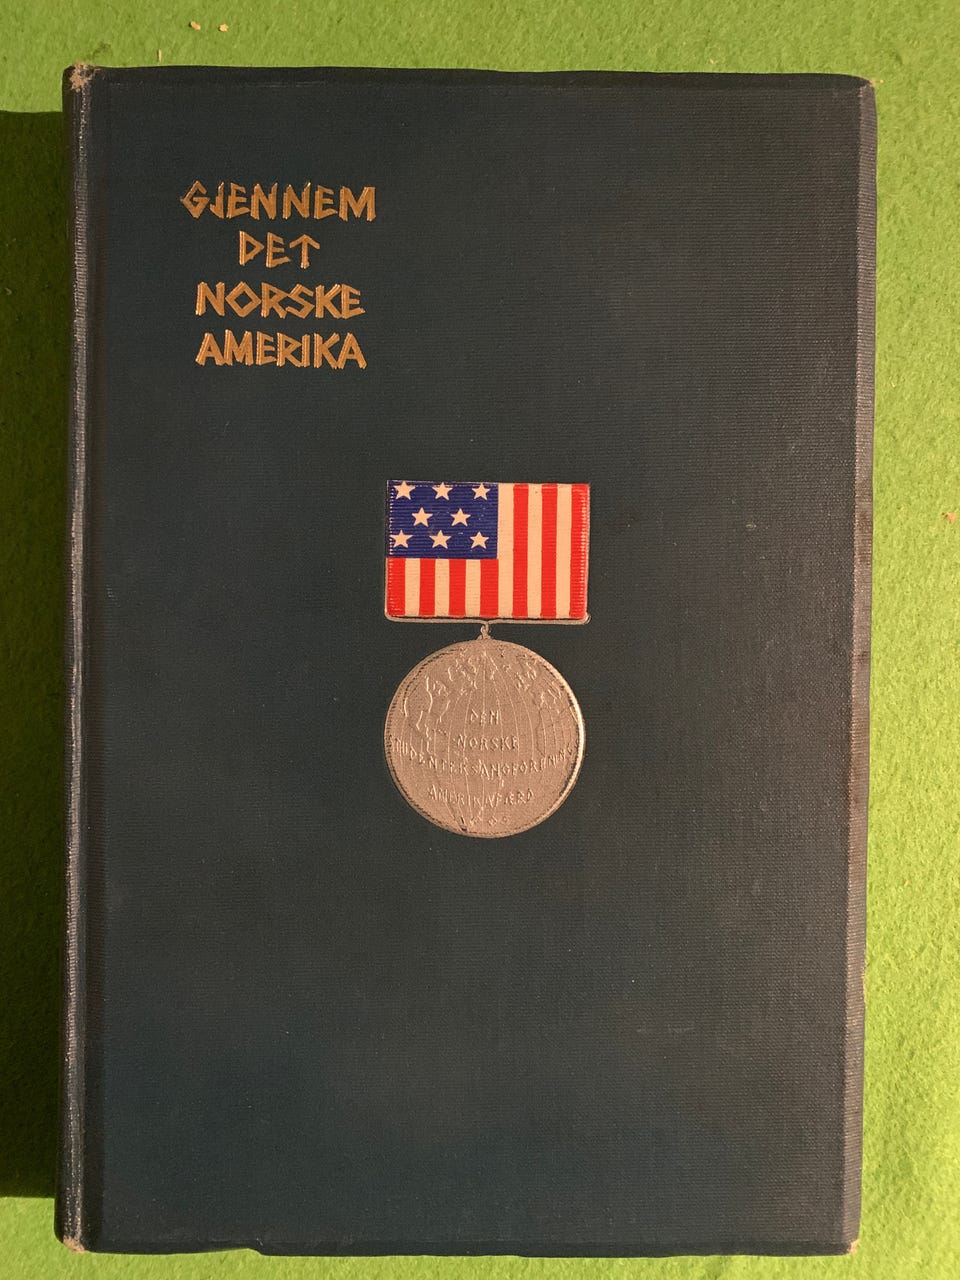 GJENNEM
DET
NORSKE
AMERIKA
DEN
NORSKE
STUDENTERSANGFORENINGS
AMERIKAFÆRD